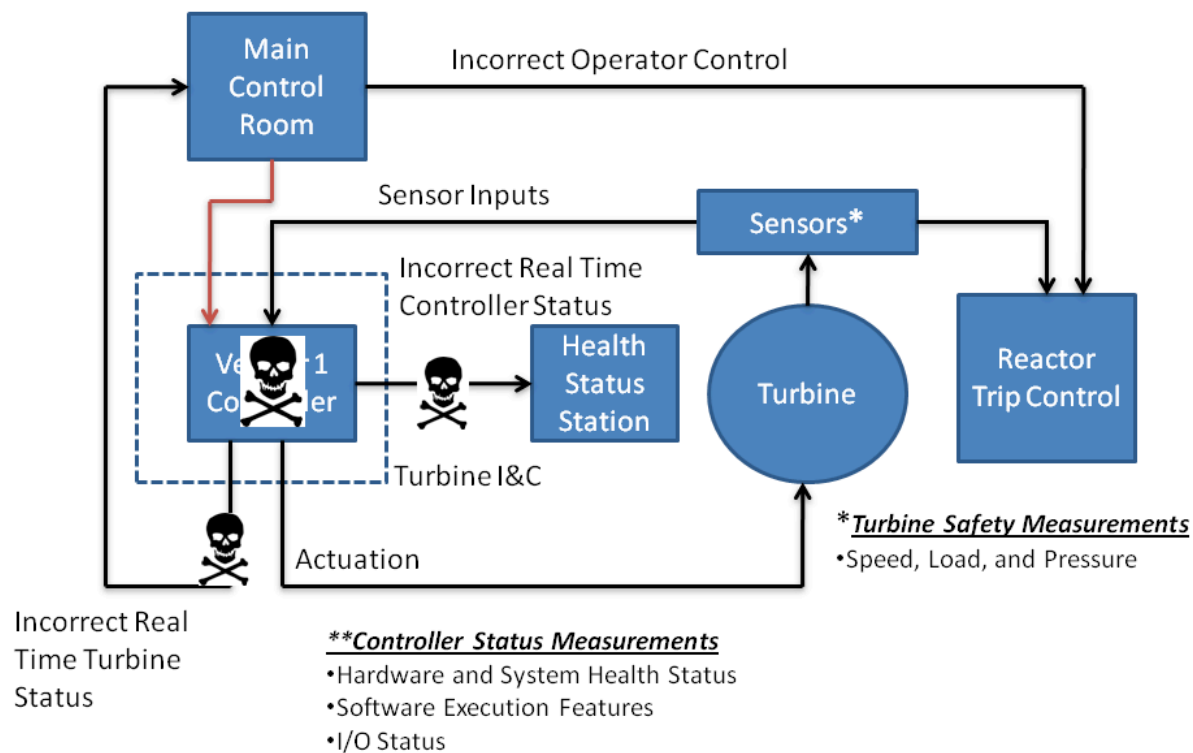 Main
Control
Room
Incorrect Operator Control
Sensor Inputs
Sensors*
Incorrect Real Time
Controller Status
1
Health
Status
Station
Turbine
Reactor
Trip Control
Turbine I&C
Actuation
*Turbine Safety Measurements
•Speed, Load, and Pressure
Incorrect Real
Time Turbine
Status
**Controller Status Measurements
•Hardware and System Health Status
•Software Execution Features
•I/O Status